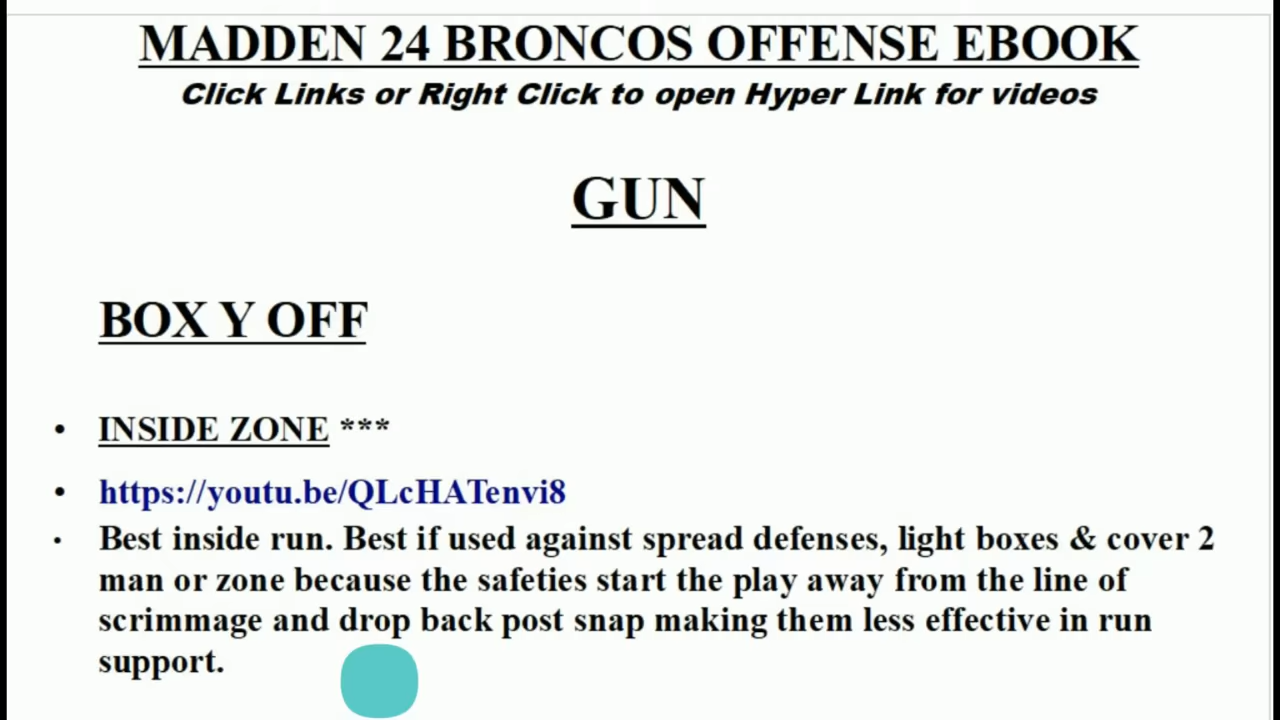 MADDEN 24 BRONCOS OFFENSE EBOOK
Click Links or Right Click to open Hyper Link for videos
GUN
BOX Y OFF
• INSIDE ZONE ***
• https://youtu.be/QLcHATenvi8
• Best inside run. Best if used against spread defenses, light boxes & cover 2
man or zone because the safeties start the play away from the line of
scrimmage and drop back post snap making them less effective in run
support.